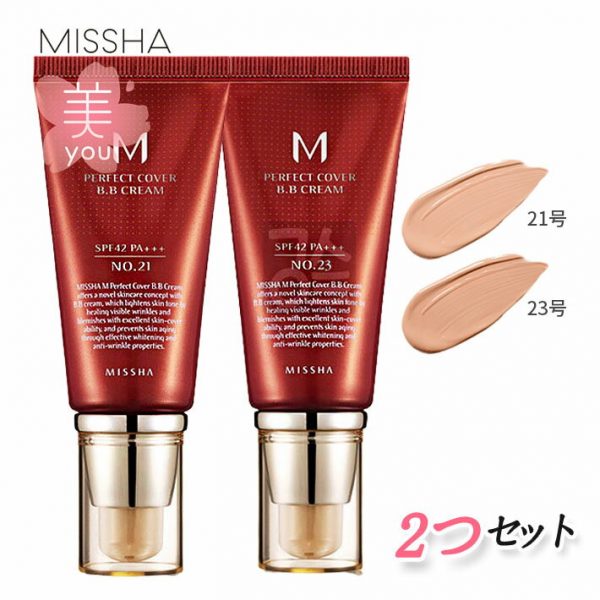 MISSHA
美
you
M
PERFECT COVER
B.B CREAM
SPF42 PA+++
NO.21
MISSHA M Perfect Cover B.B Cream
offers a novel skincare concept with
B.B cream, which lightens skin tone by
healing visible wrinkles and
blemishes with excellent skin-cover
ability, and prevents skin aging
through effective whitening and
anti-wrinkle properties.
MISSHA
M
PERFECT COVER
B.B CREAM
SPF42 PA+++
NO.23
MISSHA M Perfect Cover B.B Cream
offers a novel skincare concept with
B.B cream, which lightens skin tone by
healing visible wrinkles and
blemishes with excellent skin-cover
ability, and prevents skin aging
through effective whitening and
anti-wrinkle properties.
MISSHA
21号
23号
2つセット